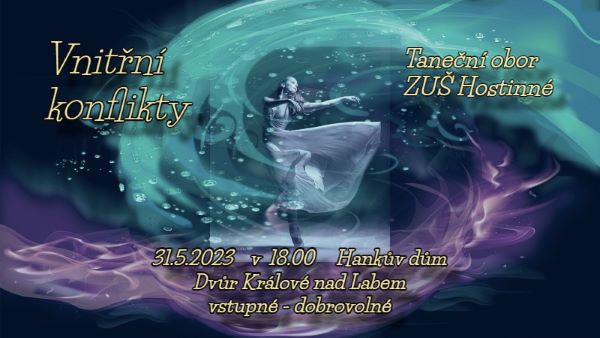 Vnitřní
konflikty
Taneční obor
ZUŠ Hostinné
31.5.2023 v 18.00 Hankův dům
Dvůr Králové nad Labem
vstupné - dobrovolné